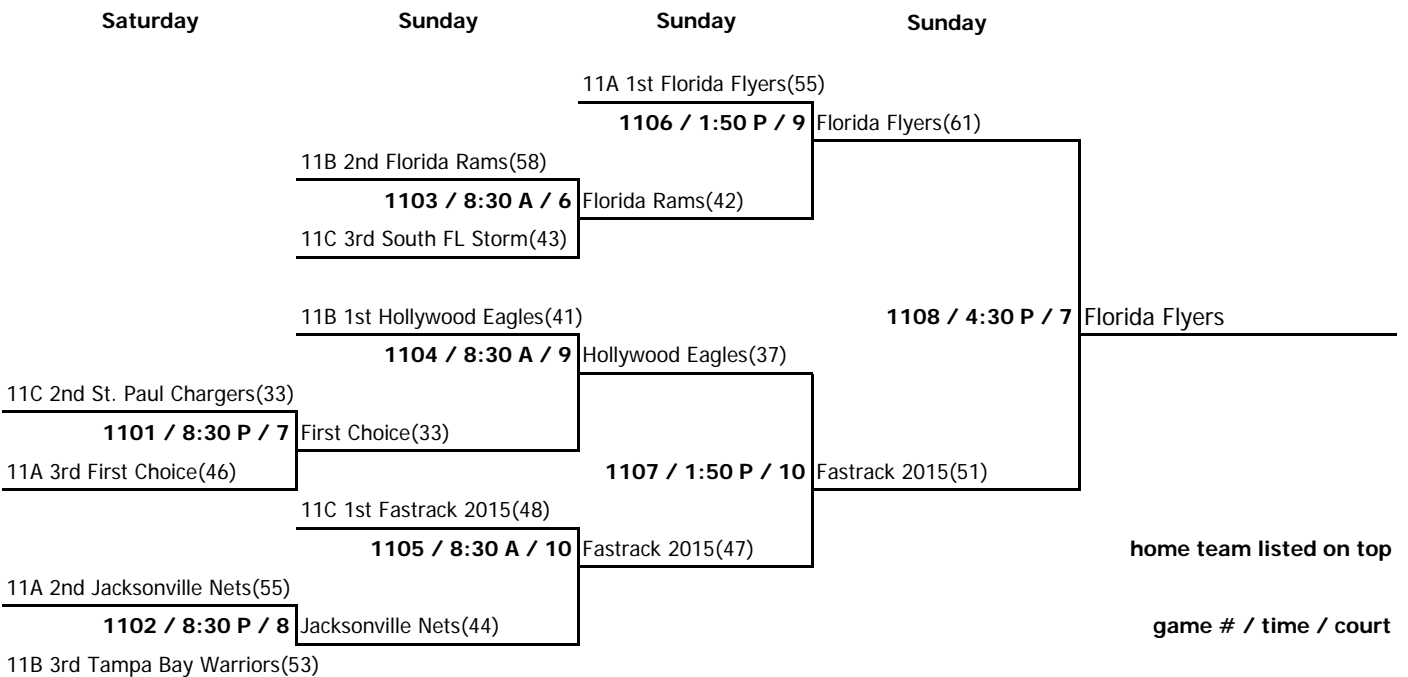 Saturday Sunday Sunday Sunday
11A 1st Florida Flyers(55)
1106 / 1:50 P / 9 Florida Flyers(61)
11B 2nd Florida Rams(58)
1103 / 8:30 A / 6 Florida Rams(42)
11C 3rd South FL Storm(43)
11B 1st Hollywood Eagles(41) 1108 / 4:30 P / 7 Florida Flyers
1104 / 8:30 A / 9 Hollywood Eagles(37)
11C 2nd St. Paul Chargers(33)
1101 / 8:30 P / 7 First Choice(33)
11A 3rd First Choice(46) 1107 / 1:50 P / 10 Fastrack 2015(51)
11C 1st Fastrack 2015(48)
1105 / 8:30 A / 10 Fastrack 2015(47) home team listed on top
11A 2nd Jacksonville Nets(55)
1102 / 8:30 P / 8 Jacksonville Nets(44) game # / time / court
11B 3rd Tampa Bay Warriors(53)